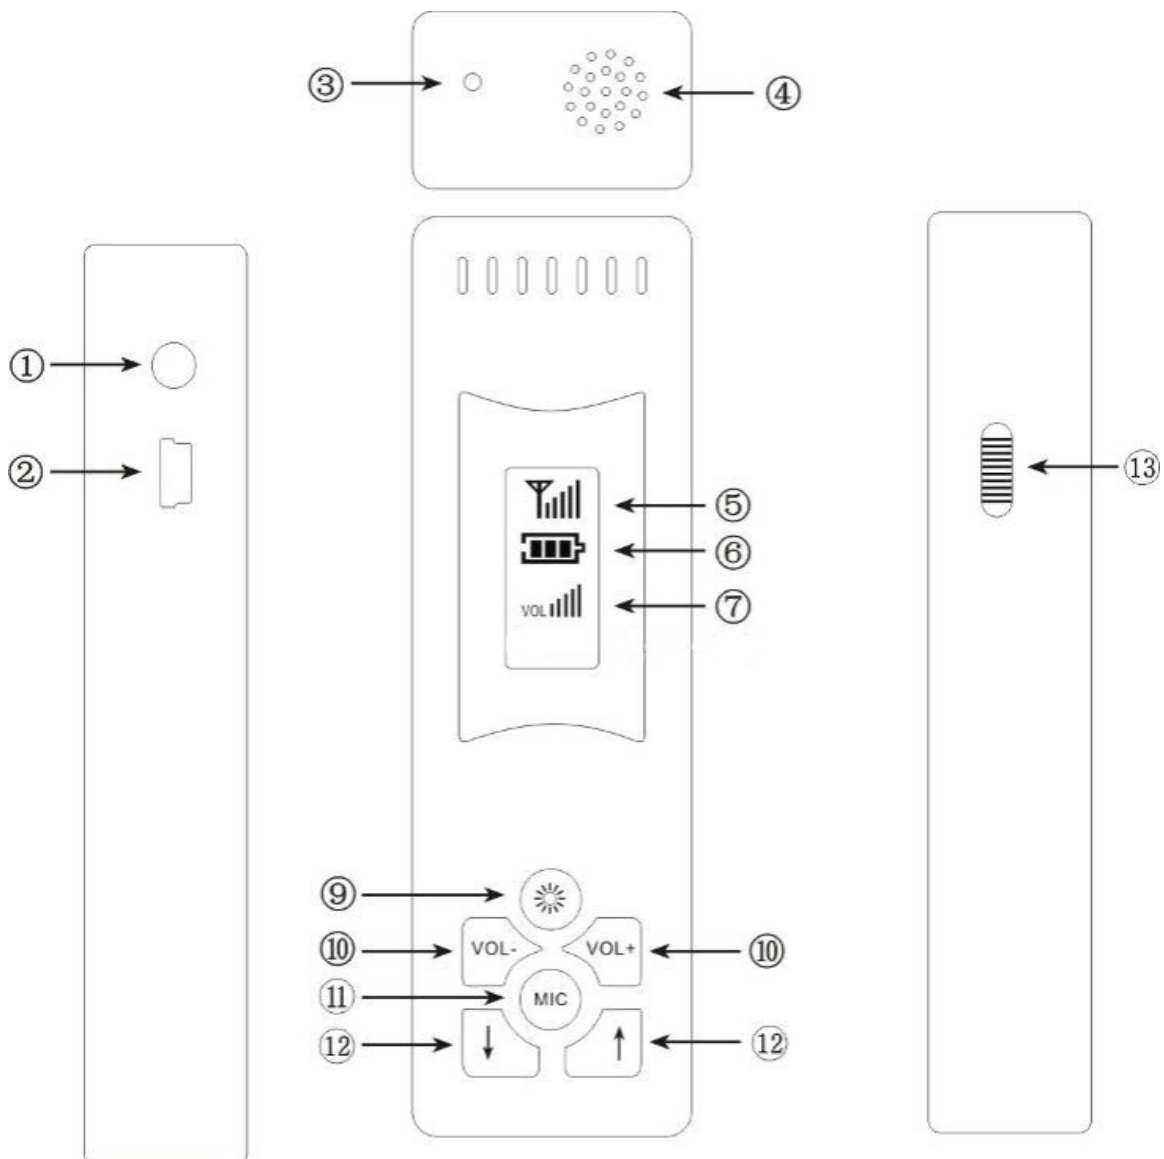 ③
④
①
②
⑤
⑥
VOL
⑦
⑬
⑨
⑩ VOL- VOL+ ⑩
⑪ MIC
⑫ ↓ ↑ ⑫